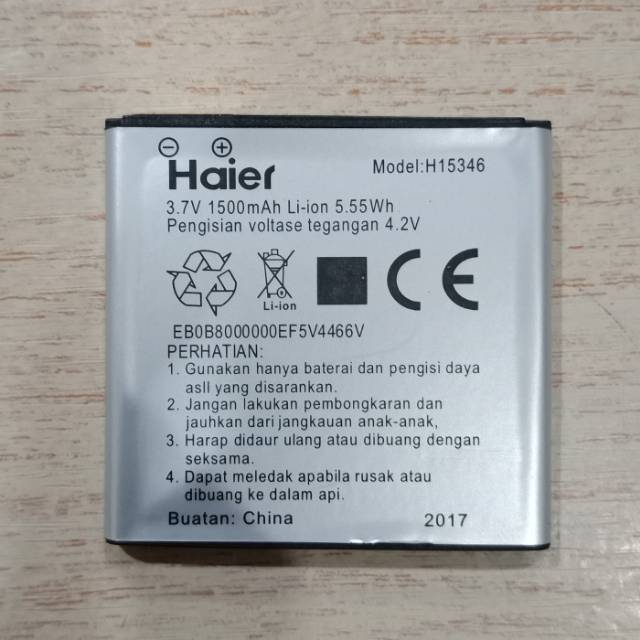 Haier
Model:H15346
3.7V 1500mAh Li-ion 5.55Wh
Pengisian voltase tegangan 4.2V
Li-ion
CE
EB0B8000000EF5V4466V
PERHATIAN:
1. Gunakan hanya baterai dan pengisi daya
asll yang disarankan.
2. Jangan lakukan pembongkaran dan
jauhkan dari jangkauan anak-anak,
3. Harap didaur ulang atau dibuang dengan
seksama.
4. Dapat meledak apabila rusak atau
dibuang ke dalam api.
Buatan: China
2017